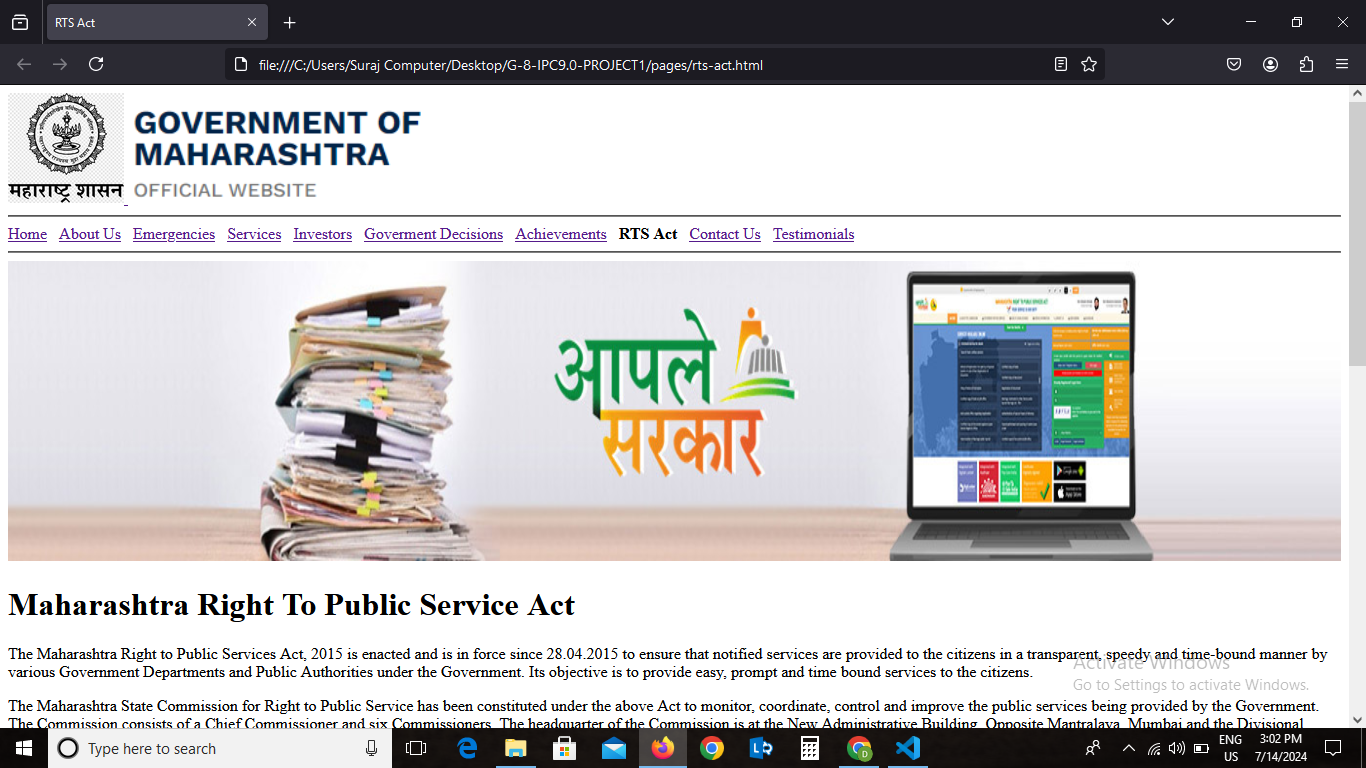 RTS Act
file:///C:/Users/Suraj Computer/Desktop/G-8-IPC9.0-PROJECT1/pages/rts-act.html
महाराष्ट्र शासन
GOVERNMENT OF
MAHARASHTRA
OFFICIAL WEBSITE
Home About Us Emergencies Services Investors Goverment Decisions Achievements RTS Act Contact Us Testimonials
आपले
सरकार
Maharashtra Right To Public Service Act
The Maharashtra Right to Public Services Act, 2015 is enacted and is in force since 28.04.2015 to ensure that notified services are provided to the citizens in a transparent, speedy and time-bound manner by
various Government Departments and Public Authorities under the Government. Its objective is to provide easy, prompt and time bound services to the citizens.
Activate Windows
Go to Settings to activate Windows.
The Maharashtra State Commission for Right to Public Service has been constituted under the above Act to monitor, coordinate, control and improve the public services being provided by the Government.
The Commission consists of a Chief Commissioner and six Commissioners. The headquarter of the Commission is at the New Administrative Building, Opposite Mantralaya, Mumbai and the Divisional
Type here to search
ENG
US
3:02 PM
7/14/2024